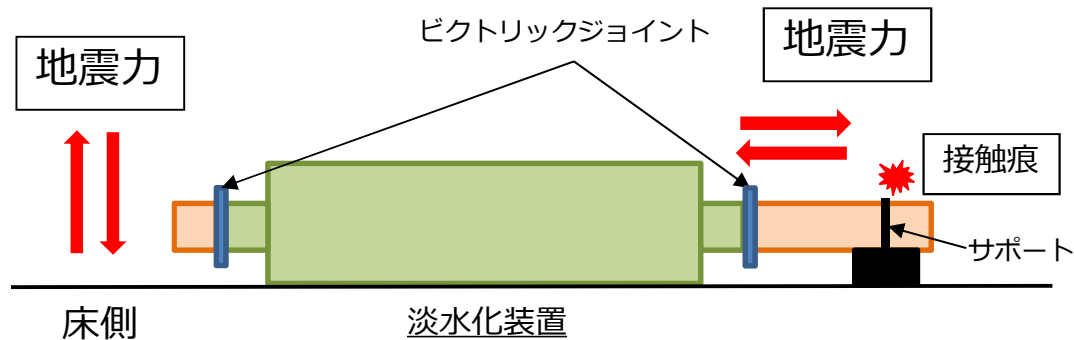 ビクトリックジョイント
地震力
地震力
接触痕
サポート
床側
淡水化装置